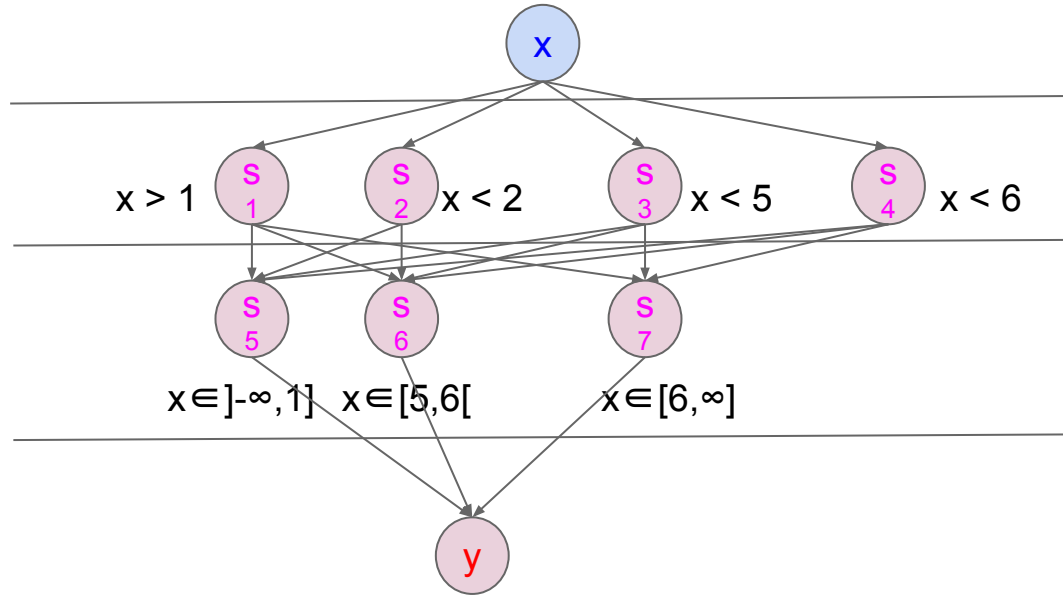 x
s
1
s
2
s
3
s
4
x > 1
x < 2
x < 5
x < 6
s
5
s
6
s
7
x∈]-∞,1]
x∈[5,6[
x∈[6,∞]
y